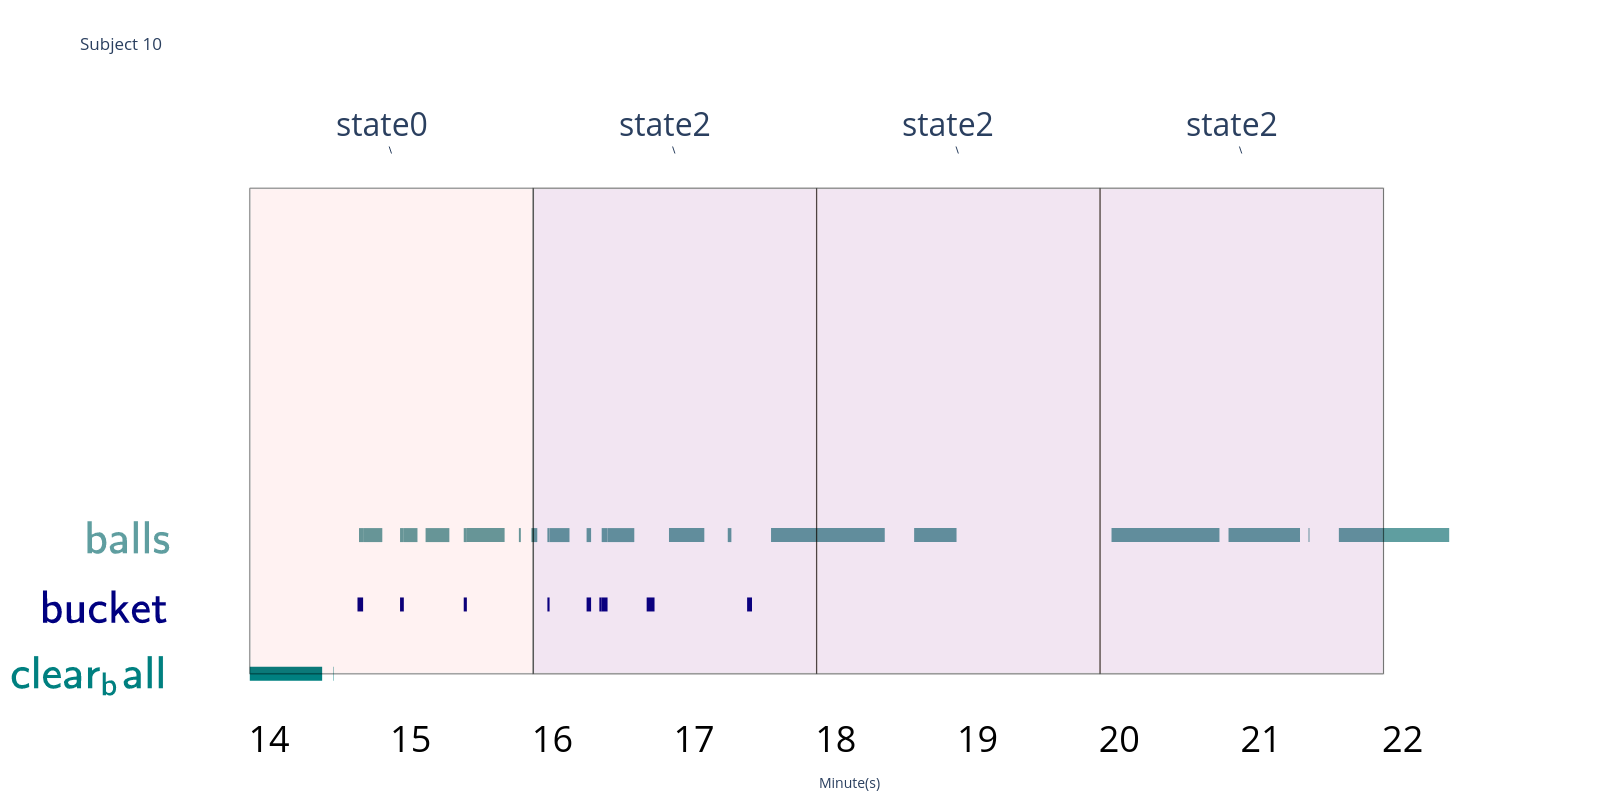 Subject 10
state0 state2 state2 state2
balls
bucket
clear_b all
14 15 16 17 18 19 20 21 22
Minute(s)